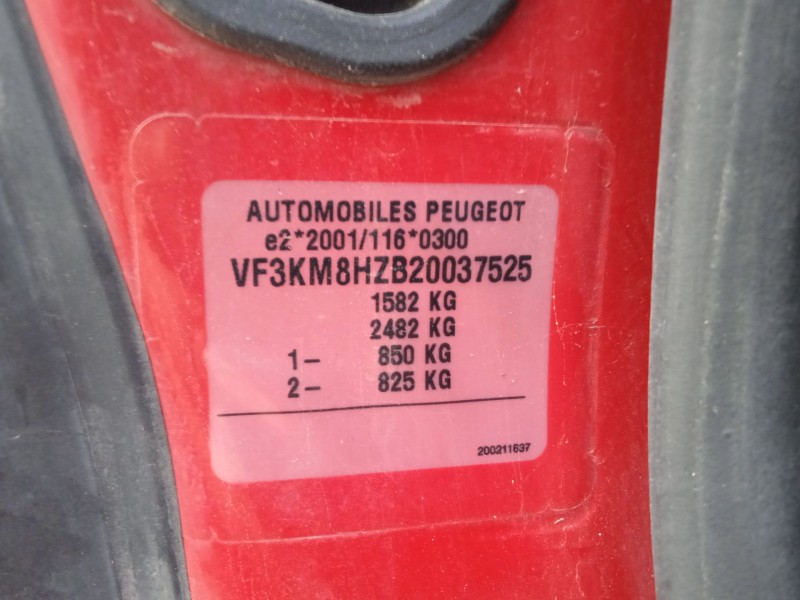 AUTOMOBILES PEUGEOT
e2*2001/116*0300
VF3KM8HZB20037525
1582 KG
2482 KG
1- 850 KG
2- 825 KG
200211637